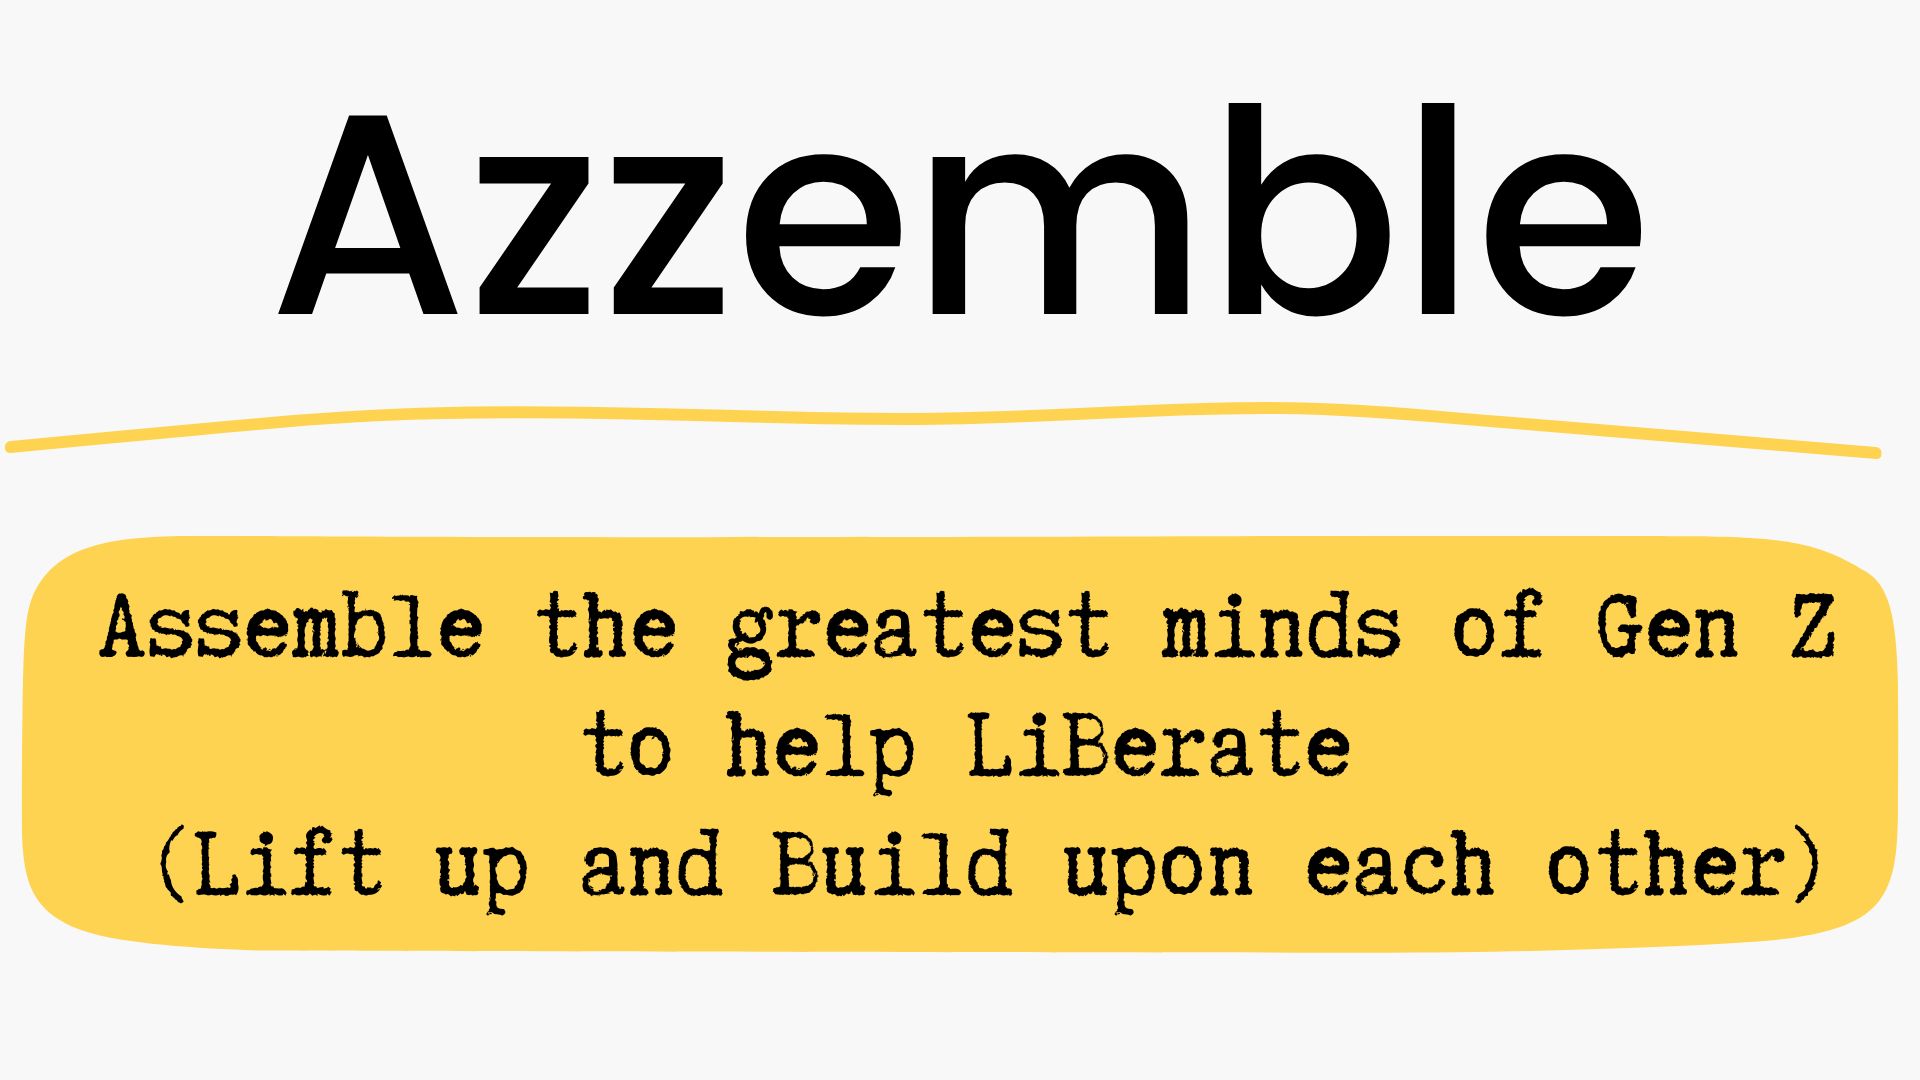 Azzemble
Assemble the greatest minds of Gen Z
to help LiBerate
(Lift up and Build upon each other)